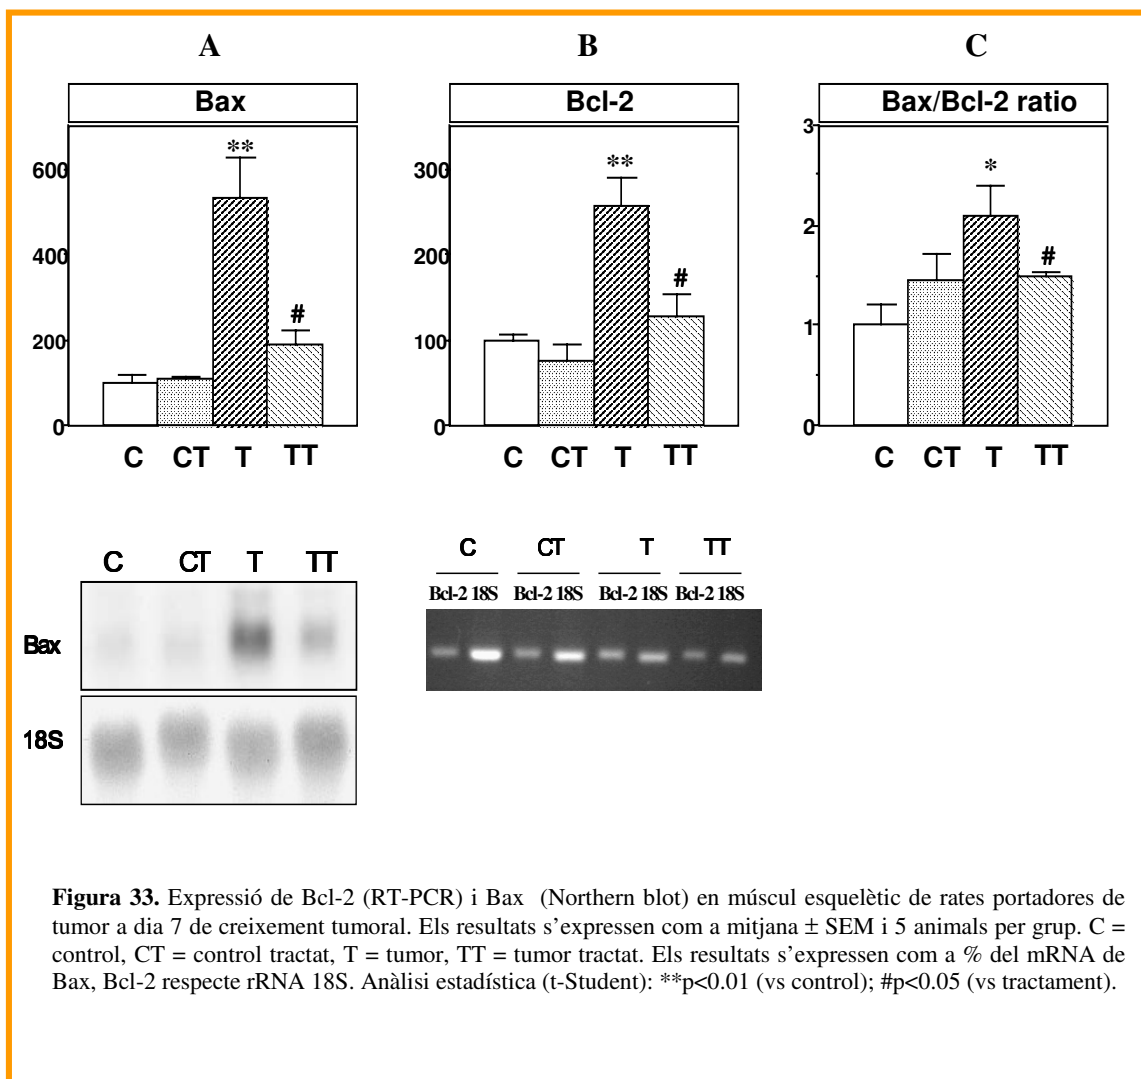 A B C
Bax Bcl-2 Bax/Bcl-2 ratio
** ** *
# # #
600 300 3
400 200 2
200 100 1
0 0 0
C CT T TT C CT T TT C CT T TT
C CT T TT
Bax
18S
C CT T TT
Bcl-2 18S Bcl-2 18S Bcl-2 18S Bcl-2 18S
Figura 33. Expressió de Bcl-2 (RT-PCR) i Bax (Northern blot) en múscul esquelètic de rates portadores de
tumor a dia 7 de creixement tumoral. Els resultats s'expressen com a mitjana ± SEM i 5 animals per grup. C =
control, CT = control tractat, T = tumor, TT = tumor tractat. Els resultats s'expressen com a % del mRNA de
Bax, Bcl-2 respecte rRNA 18S. Anàlisi estadística (t-Student): **p<0.01 (vs control); #p<0.05 (vs tractament).